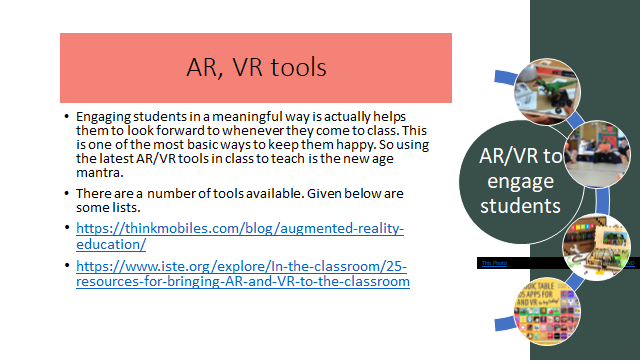 AR, VR tools
• Engaging students in a meaningful way is actually helps
them to look forward to whenever they come to class. This
is one of the most basic ways to keep them happy. So using
the latest AR/VR tools in class to teach is the new age
mantra.
• There are a number of tools available. Given below are
some lists.
• https://thinkmobiles.com/blog/augmented-reality-
education/
• https://www.iste.org/explore/In-the-classroom/25-
resources-for-bringing-AR-and-VR-to-the-classroom
AR/VR to
engage
students
This Photo